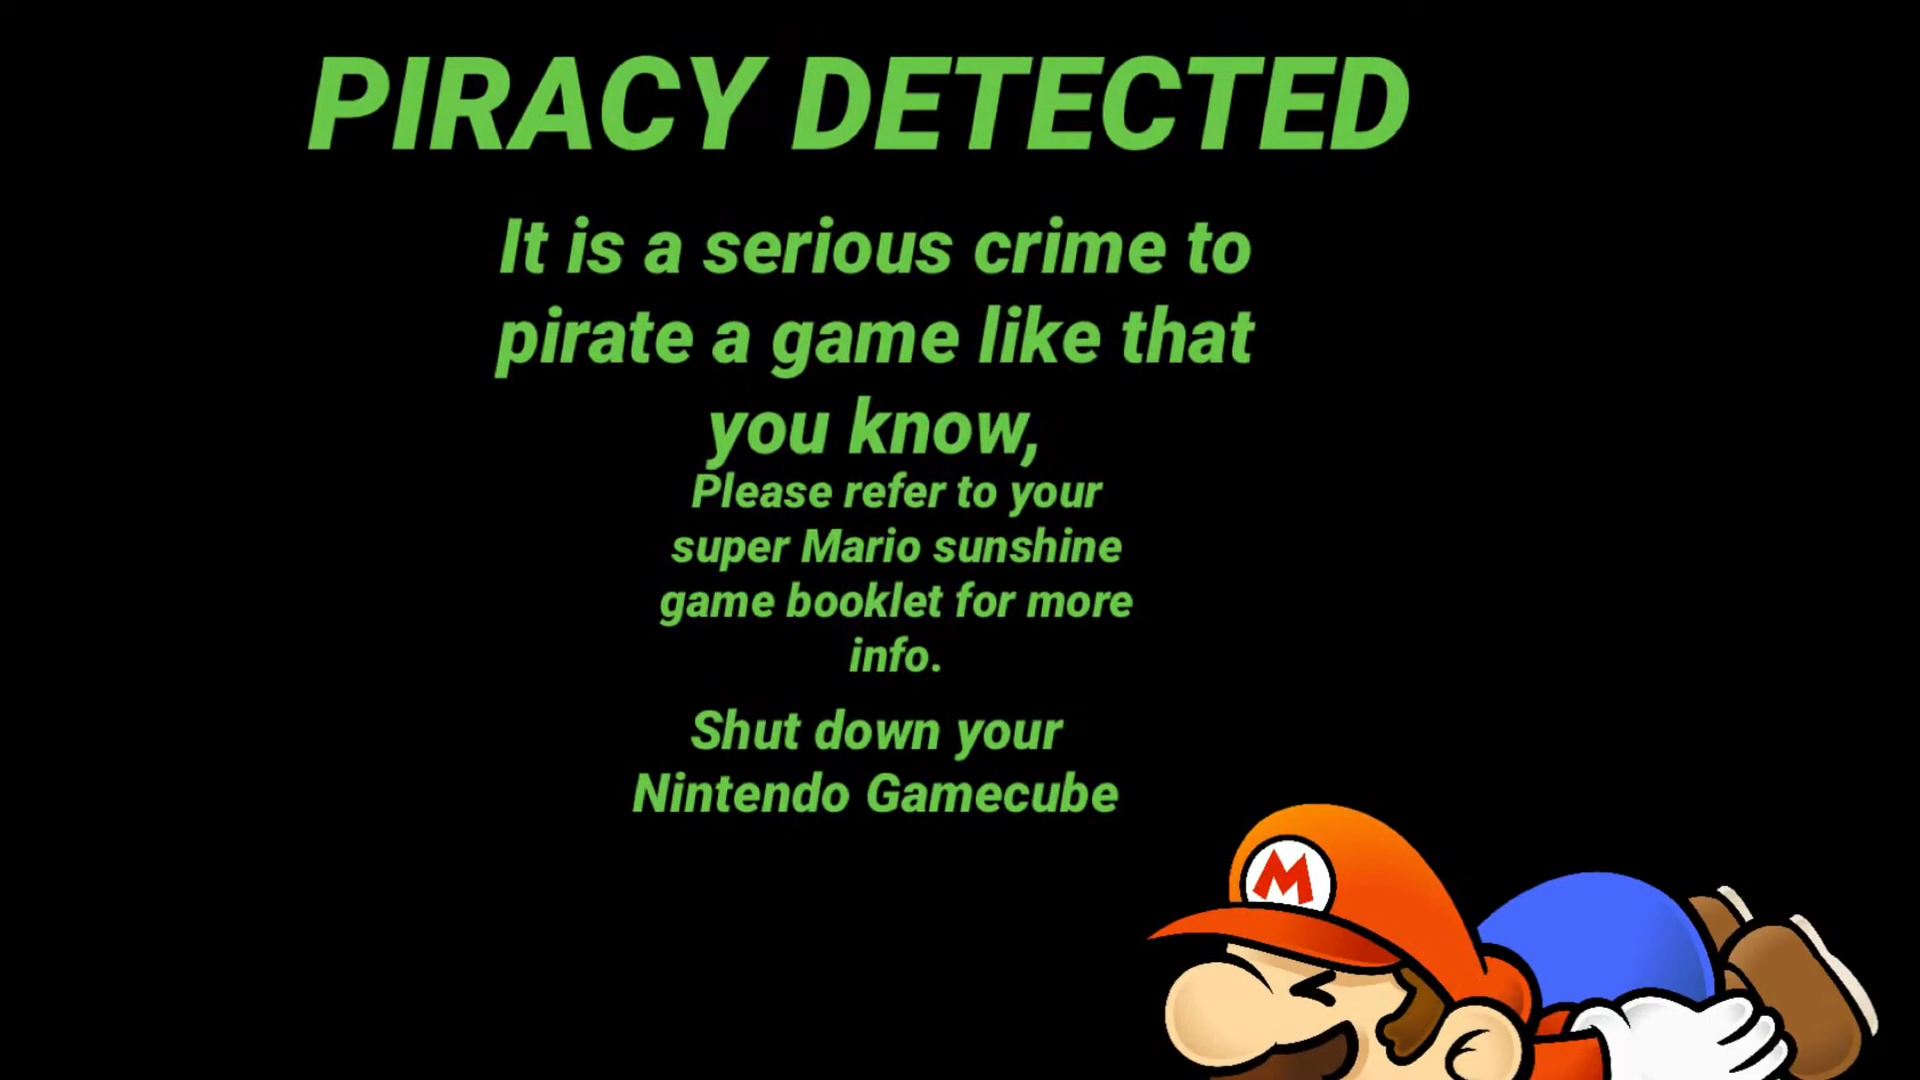 PIRACY DETECTED
It is a serious crime to
pirate a game like that
you know,
Please refer to your
super Mario sunshine
game booklet for more
info.
Shut down your
Nintendo Gamecube
M